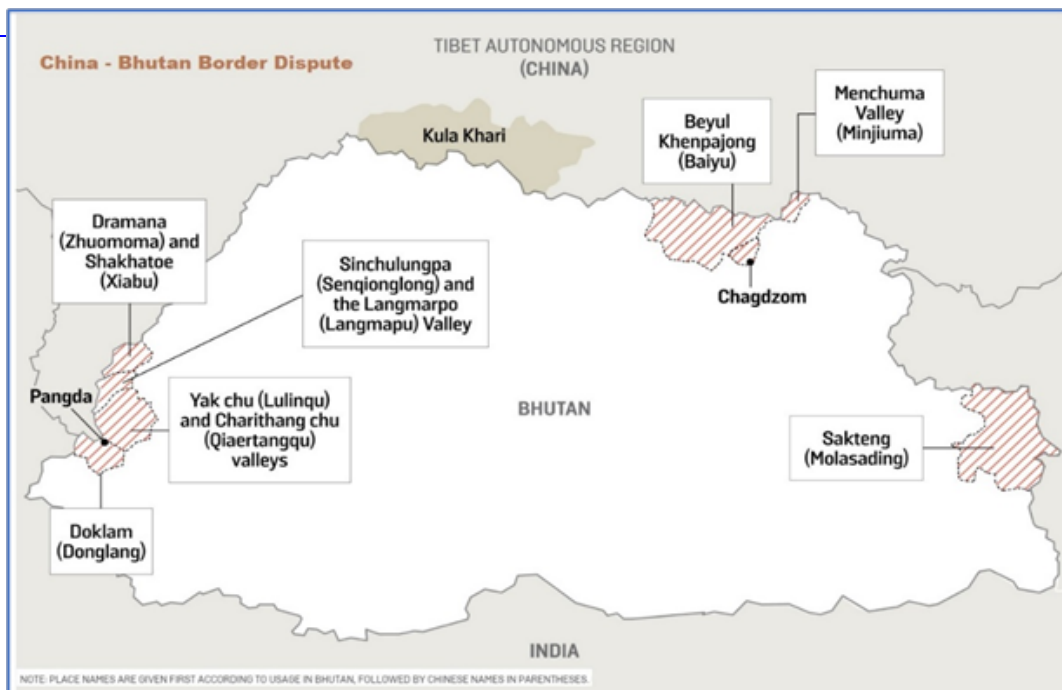 China - Bhutan Border Dispute
TIBET AUTONOMOUS REGION
(CHINA)
Kula Khari
Beyul
Khenpajong
(Baiyu)
Menchuma
Valley
(Minjiuma)
Dramana
(Zhuomoma) and
Shakhatoe
(Xiabu)
Sinchulungpa
(Senqionglong) and
the Langmarpo
(Langmapu) Valley
Chagdzom
Pangda
Yak chu (Lulinqu)
and Charithang chu
(Qiaertangqu)
valleys
BHUTAN
Sakteng
(Molasading)
Doklam
(Donglang)
INDIA
NOTE: PLACE NAMES ARE GIVEN FIRST ACCORDING TO USAGE IN BHUTAN, FOLLOWED BY CHINESE NAMES IN PARENTHESES.